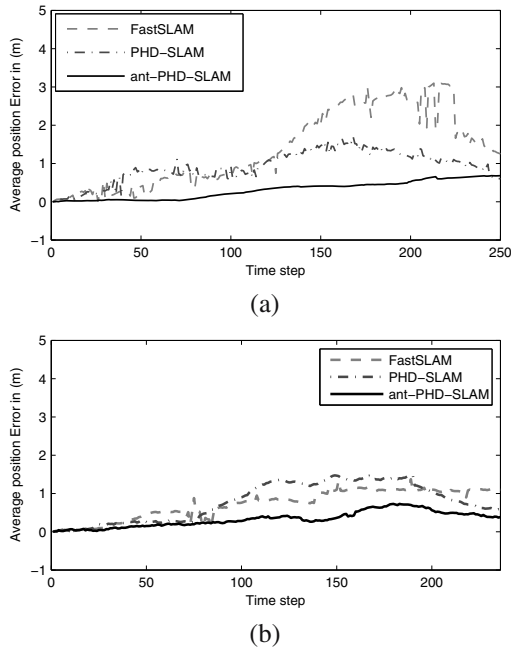 5
4
3
2
1
0
−1
Average position Error in (m)
FastSLAM
PHD−SLAM
ant−PHD−SLAM
0 50 100 150 200 250
Time step
(a)
5
4
3
2
1
0
−1
Average position Error in (m)
FastSLAM
PHD−SLAM
ant−PHD−SLAM
0 50 100 150 200
Time step
(b)